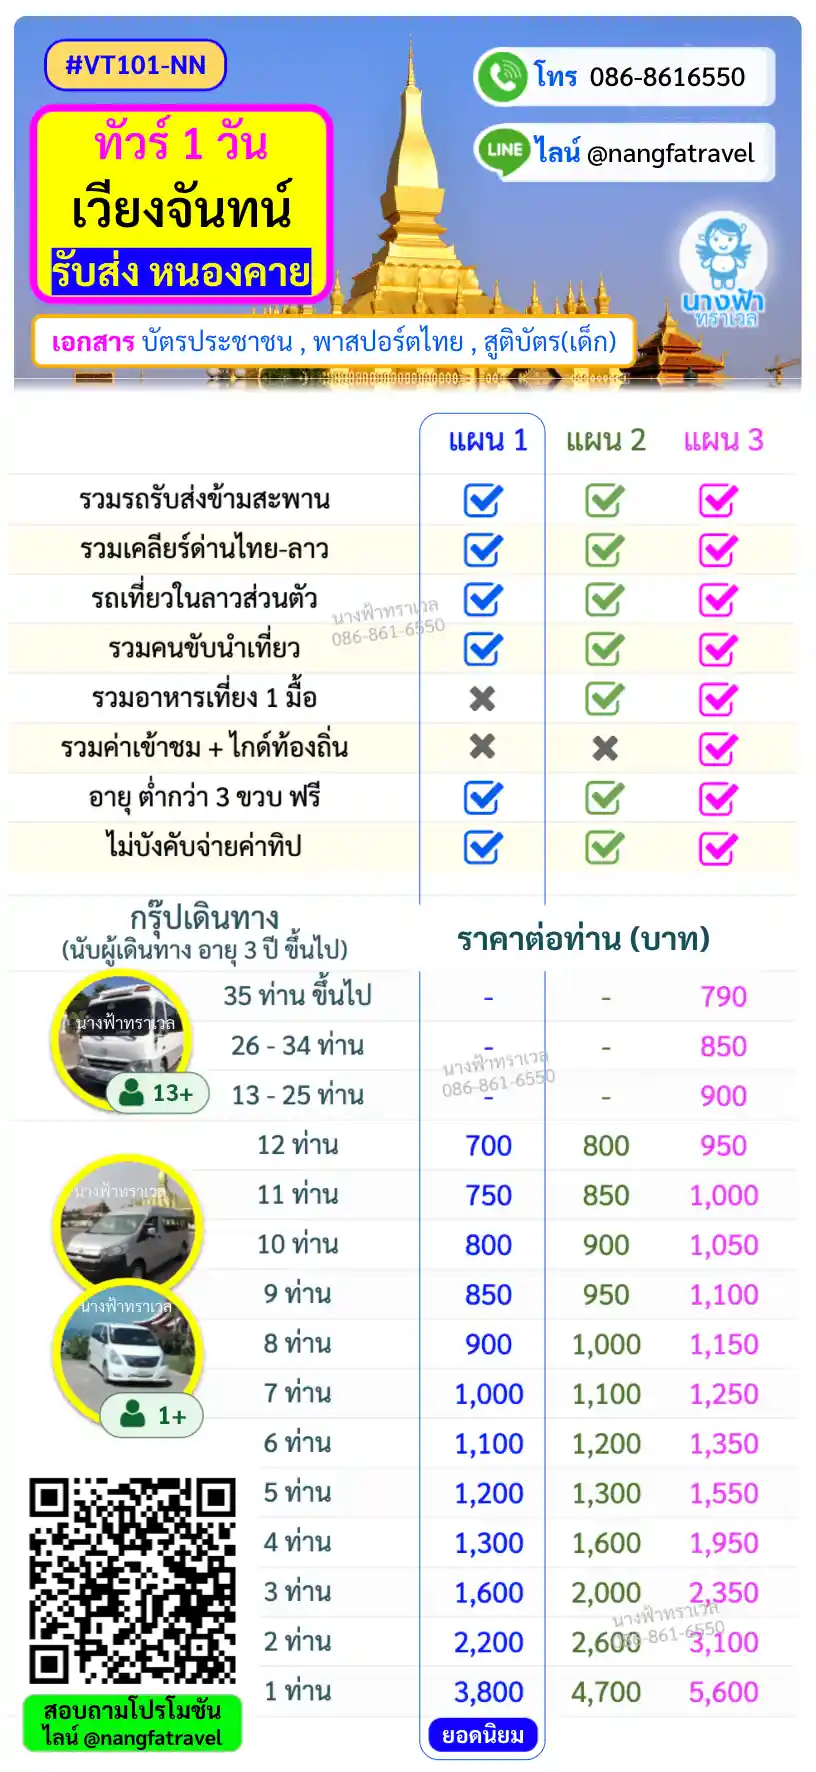 #VT101-NN
โทร 086-8616550
ทัวร์ 1 วัน
เวียงจันทน์
รับส่ง หนองคาย
LINE ไลน์ @nangfatravel
นางฟ้า
ทราเวล
เอกสาร บัตรประชาชน , พาสปอร์ตไทย , สูติบัตร(เด็ก)
แผน 1 แผน 2 แผน 3
รวมรถรับส่งข้ามสะพาน
รวมเคลียร์ด่านไทย-ลาว
รถเที่ยวในลาวส่วนตัว
นางฟ้าทราเวล
086-861-6550
รวมคนขับนำเที่ยว
รวมอาหารเที่ยง 1 มื้อ
รวมค่าเข้าชม + ไกด์ท้องถิ่น
อายุ ต่ำกว่า 3 ขวบ ฟรี
ไม่บังคับจ่ายค่าทิป
กรุ๊ปเดินทาง
(นับผู้เดินทาง อายุ 3 ปี ขึ้นไป)
ราคาต่อท่าน (บาท)
35 ท่าน ขึ้นไป - - 790
นางฟ้าทราเวล
26 - 34 ท่าน - - 850
นางฟ้าทราเวล
086-861-6550
13+
13 - 25 ท่าน - - 900
12 ท่าน 700 800 950
นางฟ้าทราเวล
11 ท่าน 750 850 1,000
10 ท่าน 800 900 1,050
9 ท่าน 850 950 1,100
นางฟ้าทราเวล
8 ท่าน 900 1,000 1,150
7 ท่าน 1,000 1,100 1,250
1+
6 ท่าน 1,100 1,200 1,350
5 ท่าน 1,200 1,300 1,550
4 ท่าน 1,300 1,600 1,950
3 ท่าน 1,600 2,000 2,350
นางฟ้าทราเวล
086-861-6550
2 ท่าน 2,200 2,600 3,100
1 ท่าน 3,800 4,700 5,600
สอบถามโปรโมชัน
ไลน์ @nangfatravel
ยอดนิยม